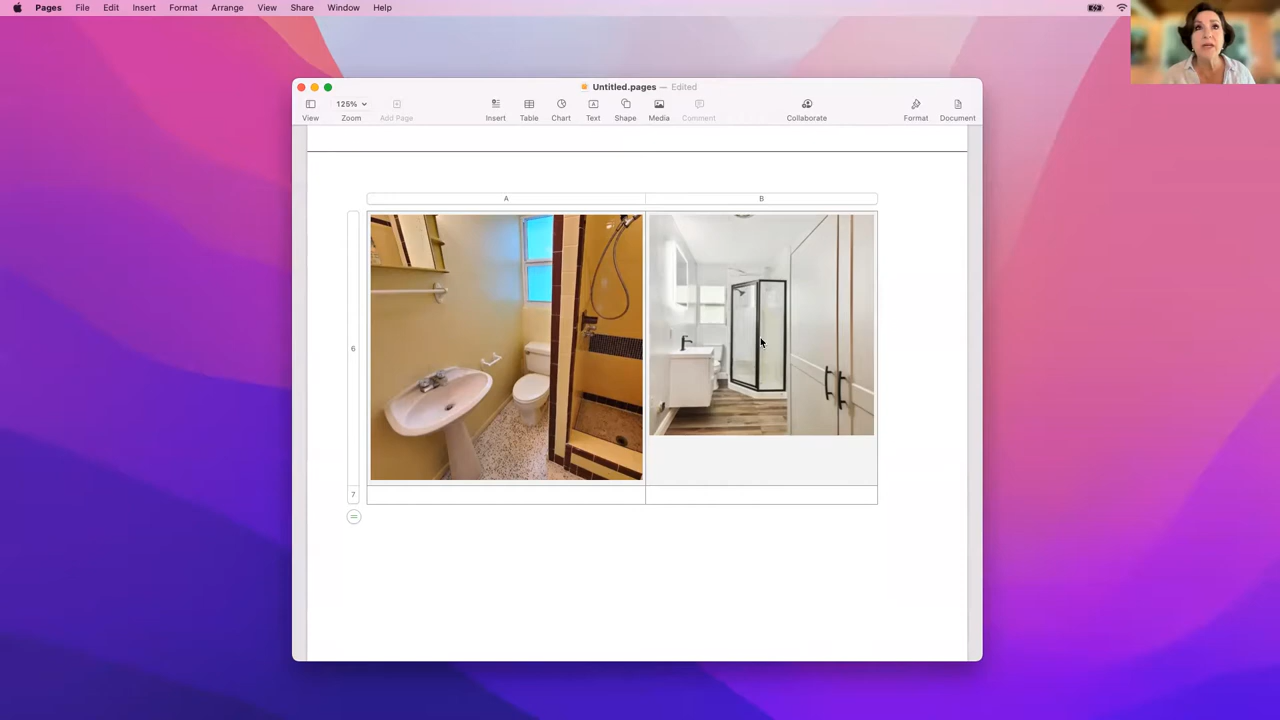 Pages File Edit Insert Format Arrange View Share Window Help
Untitled.pages — Edited
125%
View Zoom Add Page Insert Table Chart Text Shape Media Comment Collaborate Format Document
A B
6
7